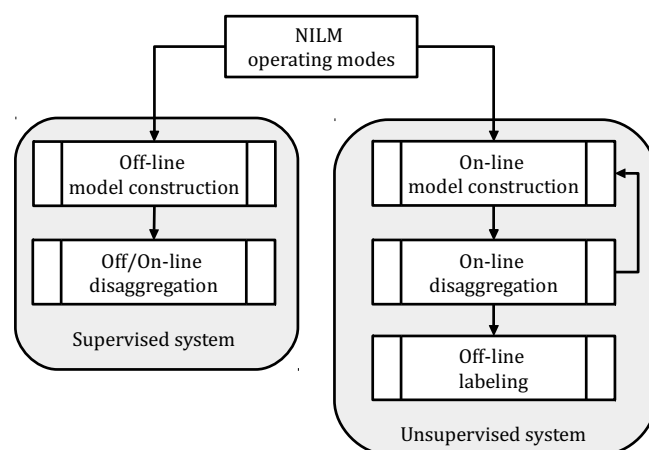 NILM
operating modes
Off-line
model construction
Off/On-line
disaggregation
Supervised system
On-line
model construction
On-line
disaggregation
Off-line
labeling
Unsupervised system